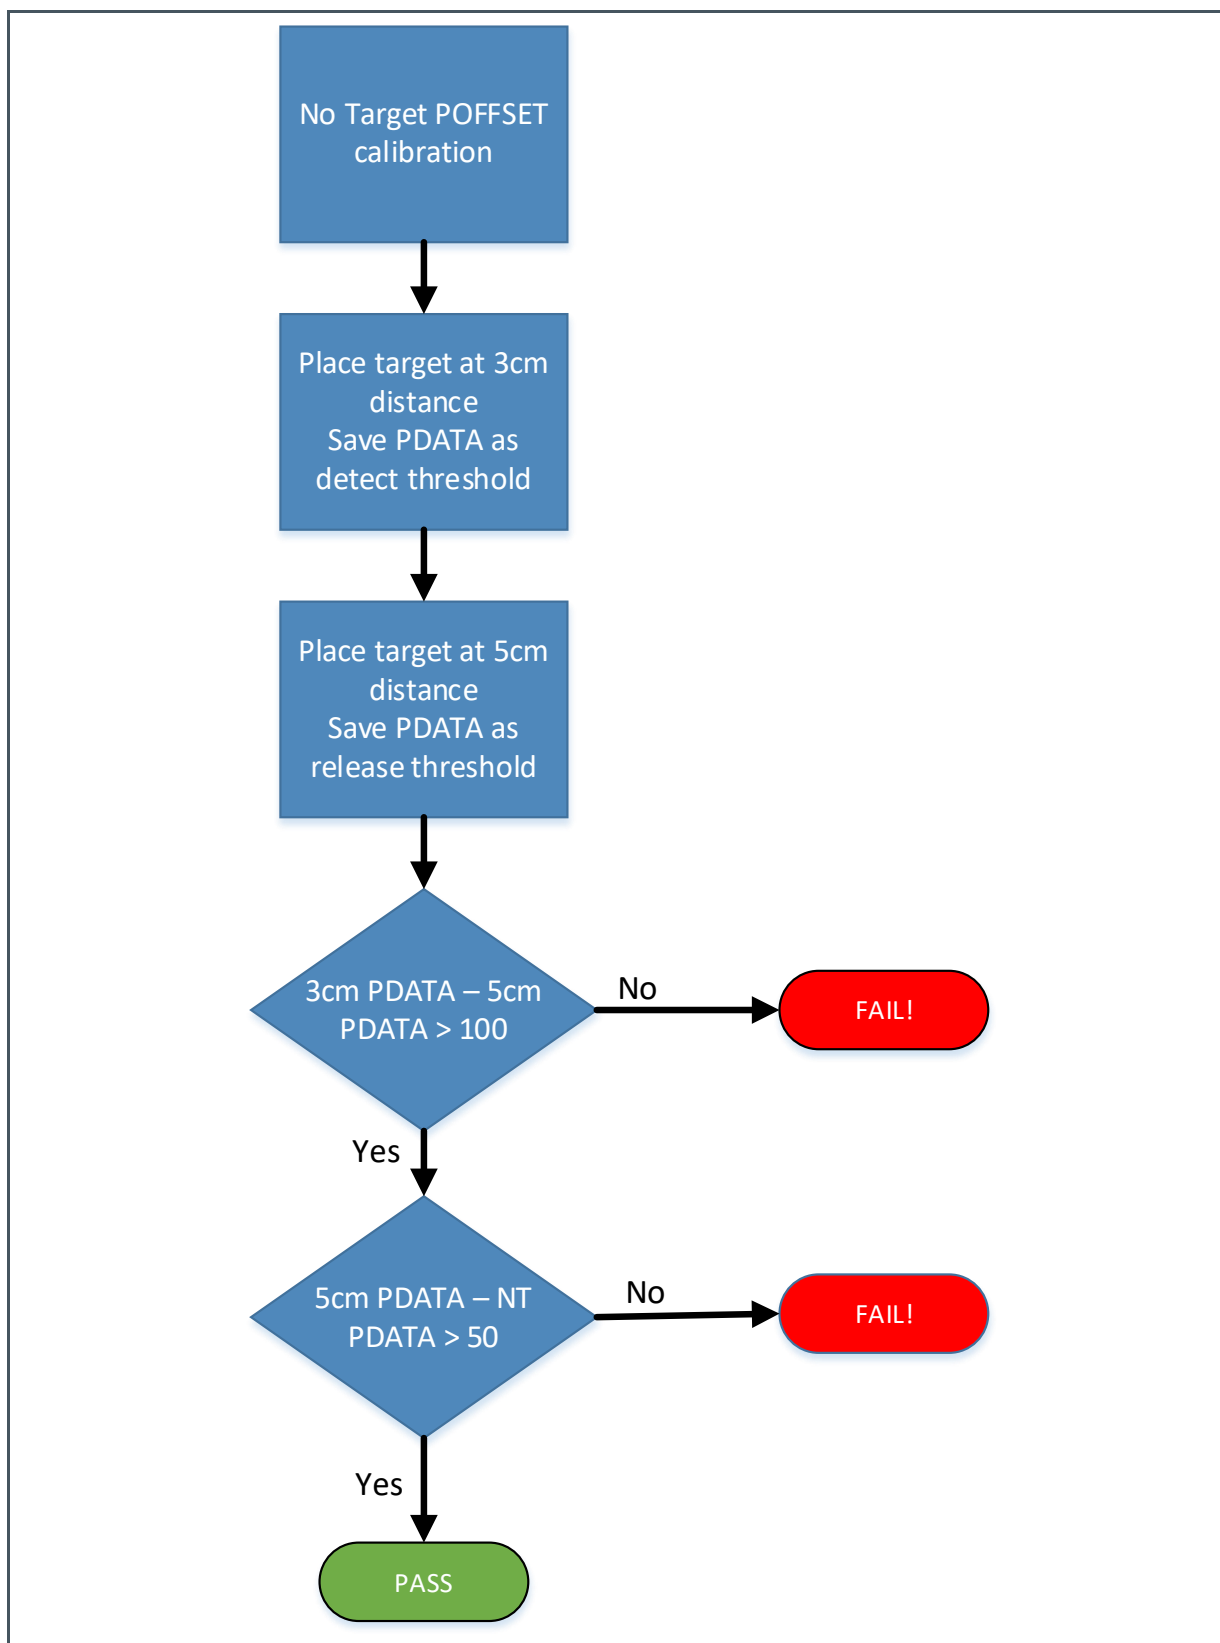 No Target POFFSET
calibration
Place target at 3cm
distance
Save PDATA as
detect threshold
Place target at 5cm
distance
Save PDATA as
release threshold
3cm PDATA – 5cm
PDATA > 100
No
FAIL!
Yes
5cm PDATA – NT
PDATA > 50
No
FAIL!
Yes
PASS